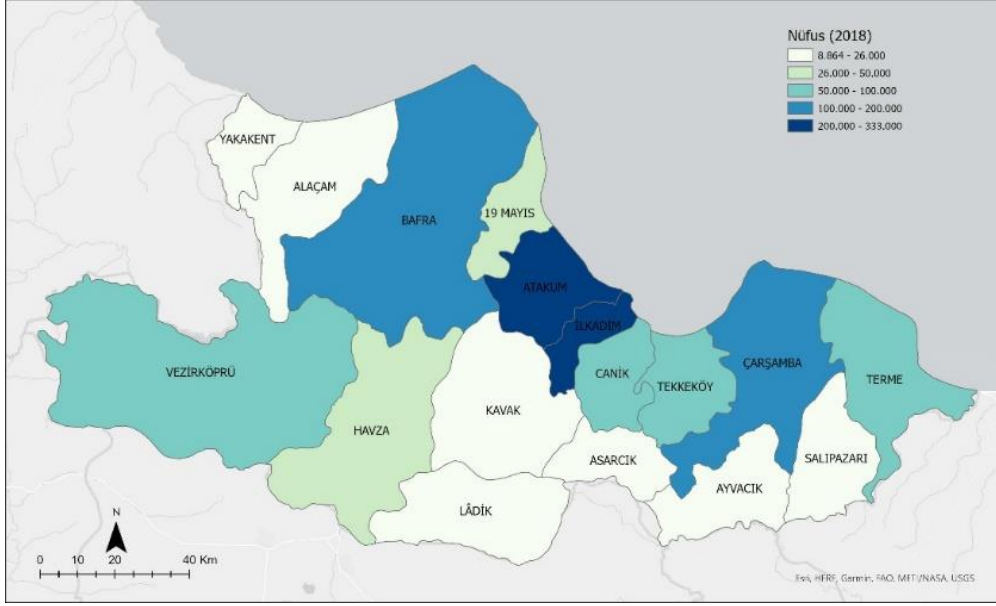 Nüfus (2018)
8.864 - 26.000
26.000 - 50.000
50.000 - 100.000
100.000 - 200.000
200.000 - 333.000
YAKAKENT
ALAÇAM
BAFRA
19 MAYIS
ATAKUM
İLKADIM
VEZİRKÖPRÜ
HAVZA
KAVAK
CANİK
TEKKEKÖY
ÇARŞAMBA
TERME
ASARCIK
SALIPAZARI
AYVACIK
LÂDİK
N
0 10 20 40 Km
Esri, HERE, Garmin, FAO, METI/NASA, USGS